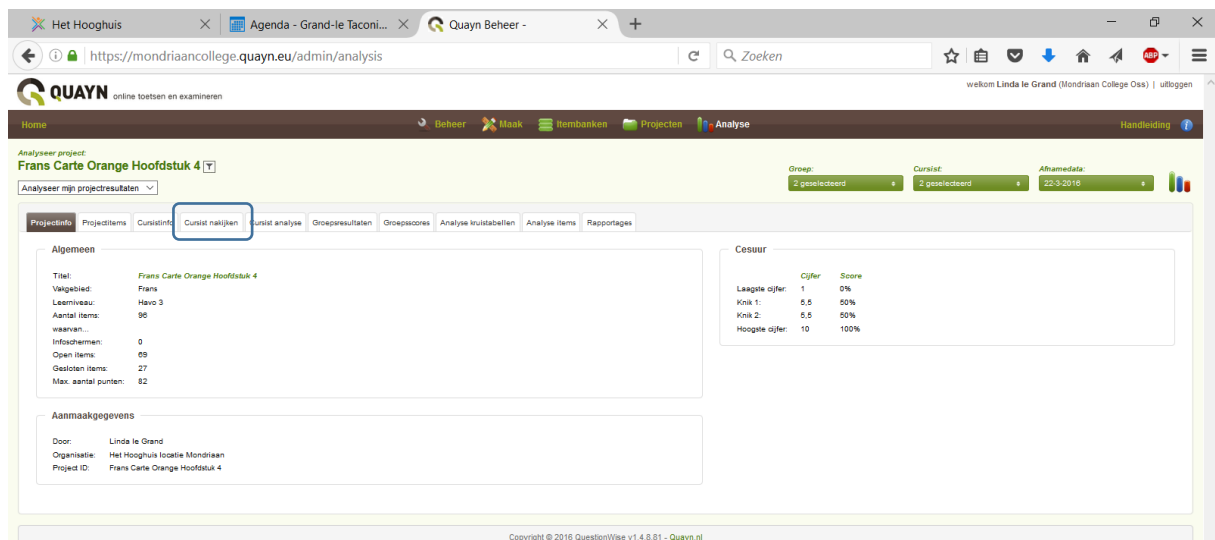 Het Hooghuis
Agenda - Grand-le Taconi...
Quayn Beheer -
https://mondriaancollege.quayn.eu/admin/analysis
Zoeken
ABP
QUAYN online toetsen en examineren
welkom Linda le Grand (Mondriaan College Oss) | uitloggen
Home
Beheer
Maak
Itembanken
Projecten
Analyse
Handleiding
Analyseer project:
Frans Carte Orange Hoofdstuk 4
Analyseer mijn projectresultaten
Groep:
2 geselecteerd
Cursist:
2 geselecteerd
Afnamedata:
22-3-2016
Projectinfo
Projectitems
Cursistinfo
Cursist nakijken
Cursist analyse
Groepsresultaten
Groepsscores
Analyse kruistabellen
Analyse items
Rapportages
Algemeen
Titel: Frans Carte Orange Hoofdstuk 4
Vakgebied: Frans
Leerniveau: Havo 3
Aantal items: 96
waarvan...
Infoschermen: 0
Open items: 69
Gesloten items: 27
Max. aantal punten: 82
Cesuur
Cijfer Score
Laagste cijfer: 1 0%
Knik 1: 5,5 50%
Knik 2: 5,5 50%
Hoogste cijfer: 10 100%
Aanmaakgegevens
Door: Linda le Grand
Organisatie: Het Hooghuis locatie Mondriaan
Project ID: Frans Carte Orange Hoofdstuk 4
Copyright © 2016 QuestionWise v1.4.8.81 - Quayn.nl